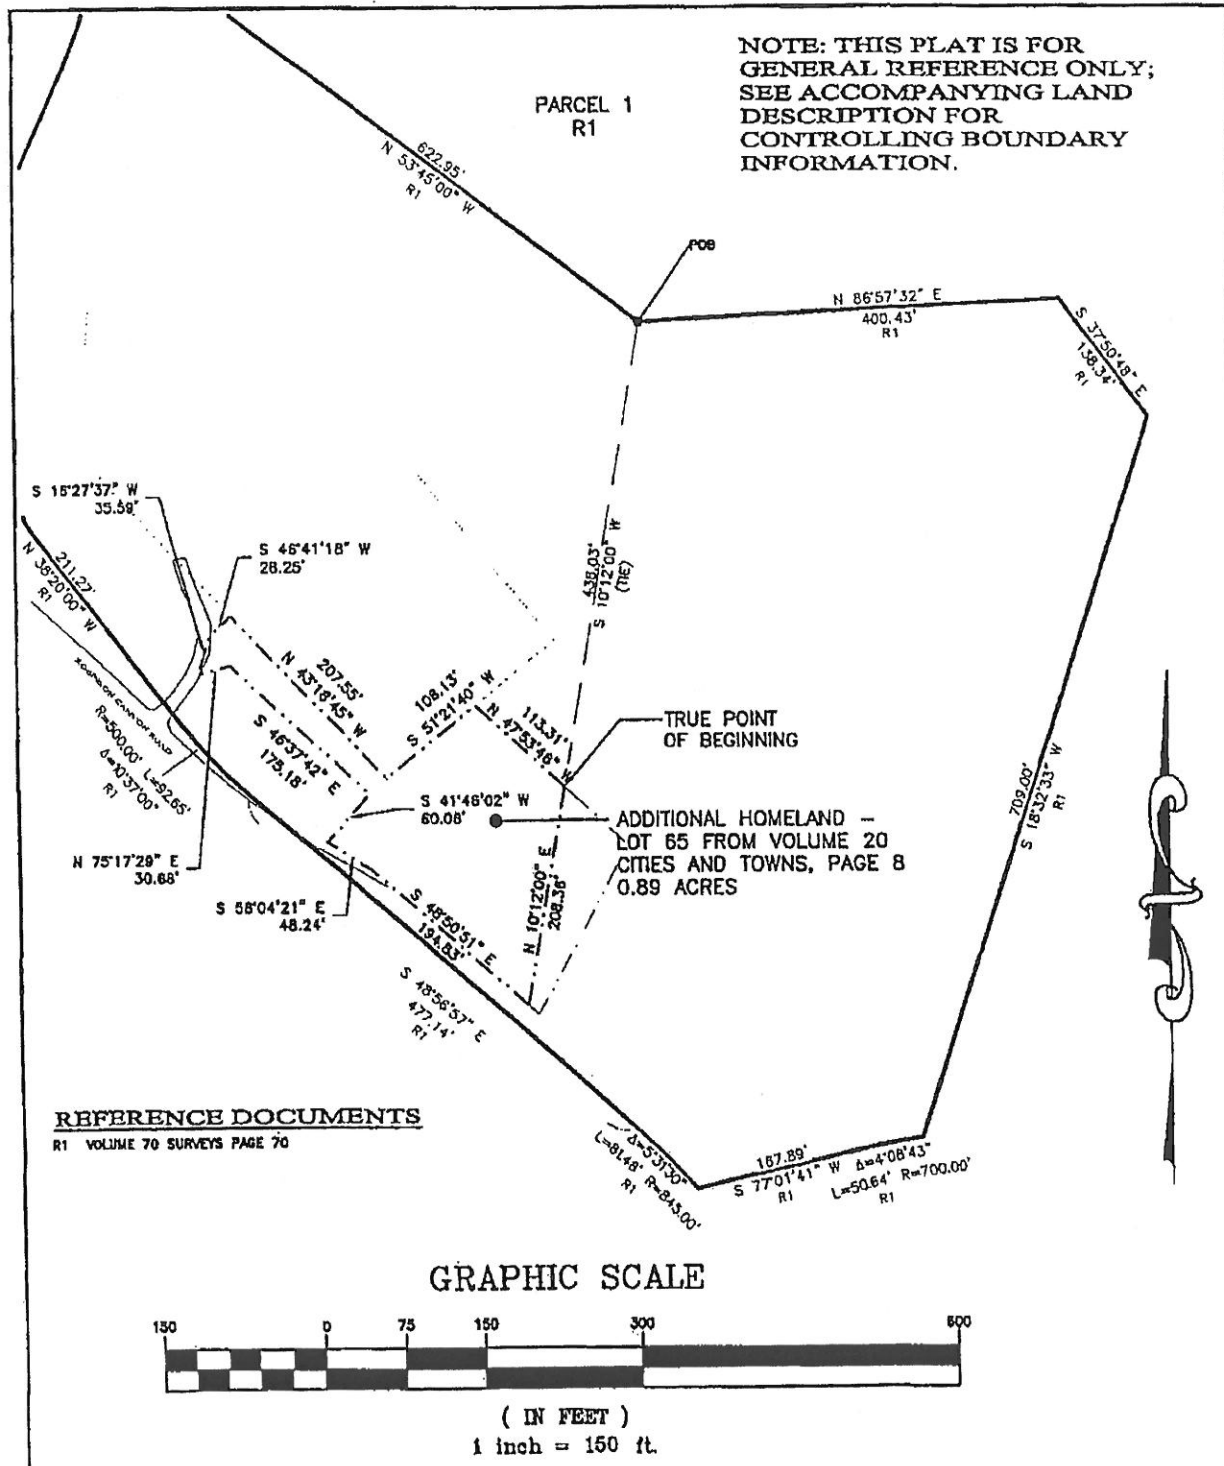 NOTE: THIS PLAT IS FOR
GENERAL REFERENCE ONLY;
SEE ACCOMPANYING LAND
DESCRIPTION FOR
CONTROLLING BOUNDARY
INFORMATION.
PARCEL 1
R1
622.95'
N 53°45'00" W
R1
POB
N 86°57'32" E
400.43'
R1
S 37°50'48" E
138.34'
R1
S 15°27'37" W
35.59'
S 46°41'18" W
28.25'
211.27'
N 38°20'00" W
R1
438.03'
S 10°12'00" W
(TIE)
207.55'
N 43°18'45" W
108.13'
S 51°21'40" W
113.31'
N 47°53'46" W
TRUE POINT
OF BEGINNING
CANYON ROAD
R=500.00' L=92.65'
Δ=10°37'00"
R1
S 46°37'42" E
175.18'
S 41°46'02" W
60.08'
709.00'
S 18°32'33" W
R1
ADDITIONAL HOMELAND –
LOT 65 FROM VOLUME 20
CITIES AND TOWNS, PAGE 8
0.89 ACRES
N 75°17'29" E
30.68'
S 58°04'21" E
48.24'
N 10°12'00" E
208.36'
S 48°50'51" E
194.83'
S 48°56'57" E
477.14'
R1
REFERENCE DOCUMENTS
R1 VOLUME 70 SURVEYS PAGE 70
Δ=5°31'30"
L=81.48' R=845.00'
R1
167.89'
S 77°01'41" W
R1
Δ=4°08'43"
L=50.64' R=700.00'
R1
GRAPHIC SCALE
150 0 75 150 300 600
( IN FEET )
1 inch = 150 ft.